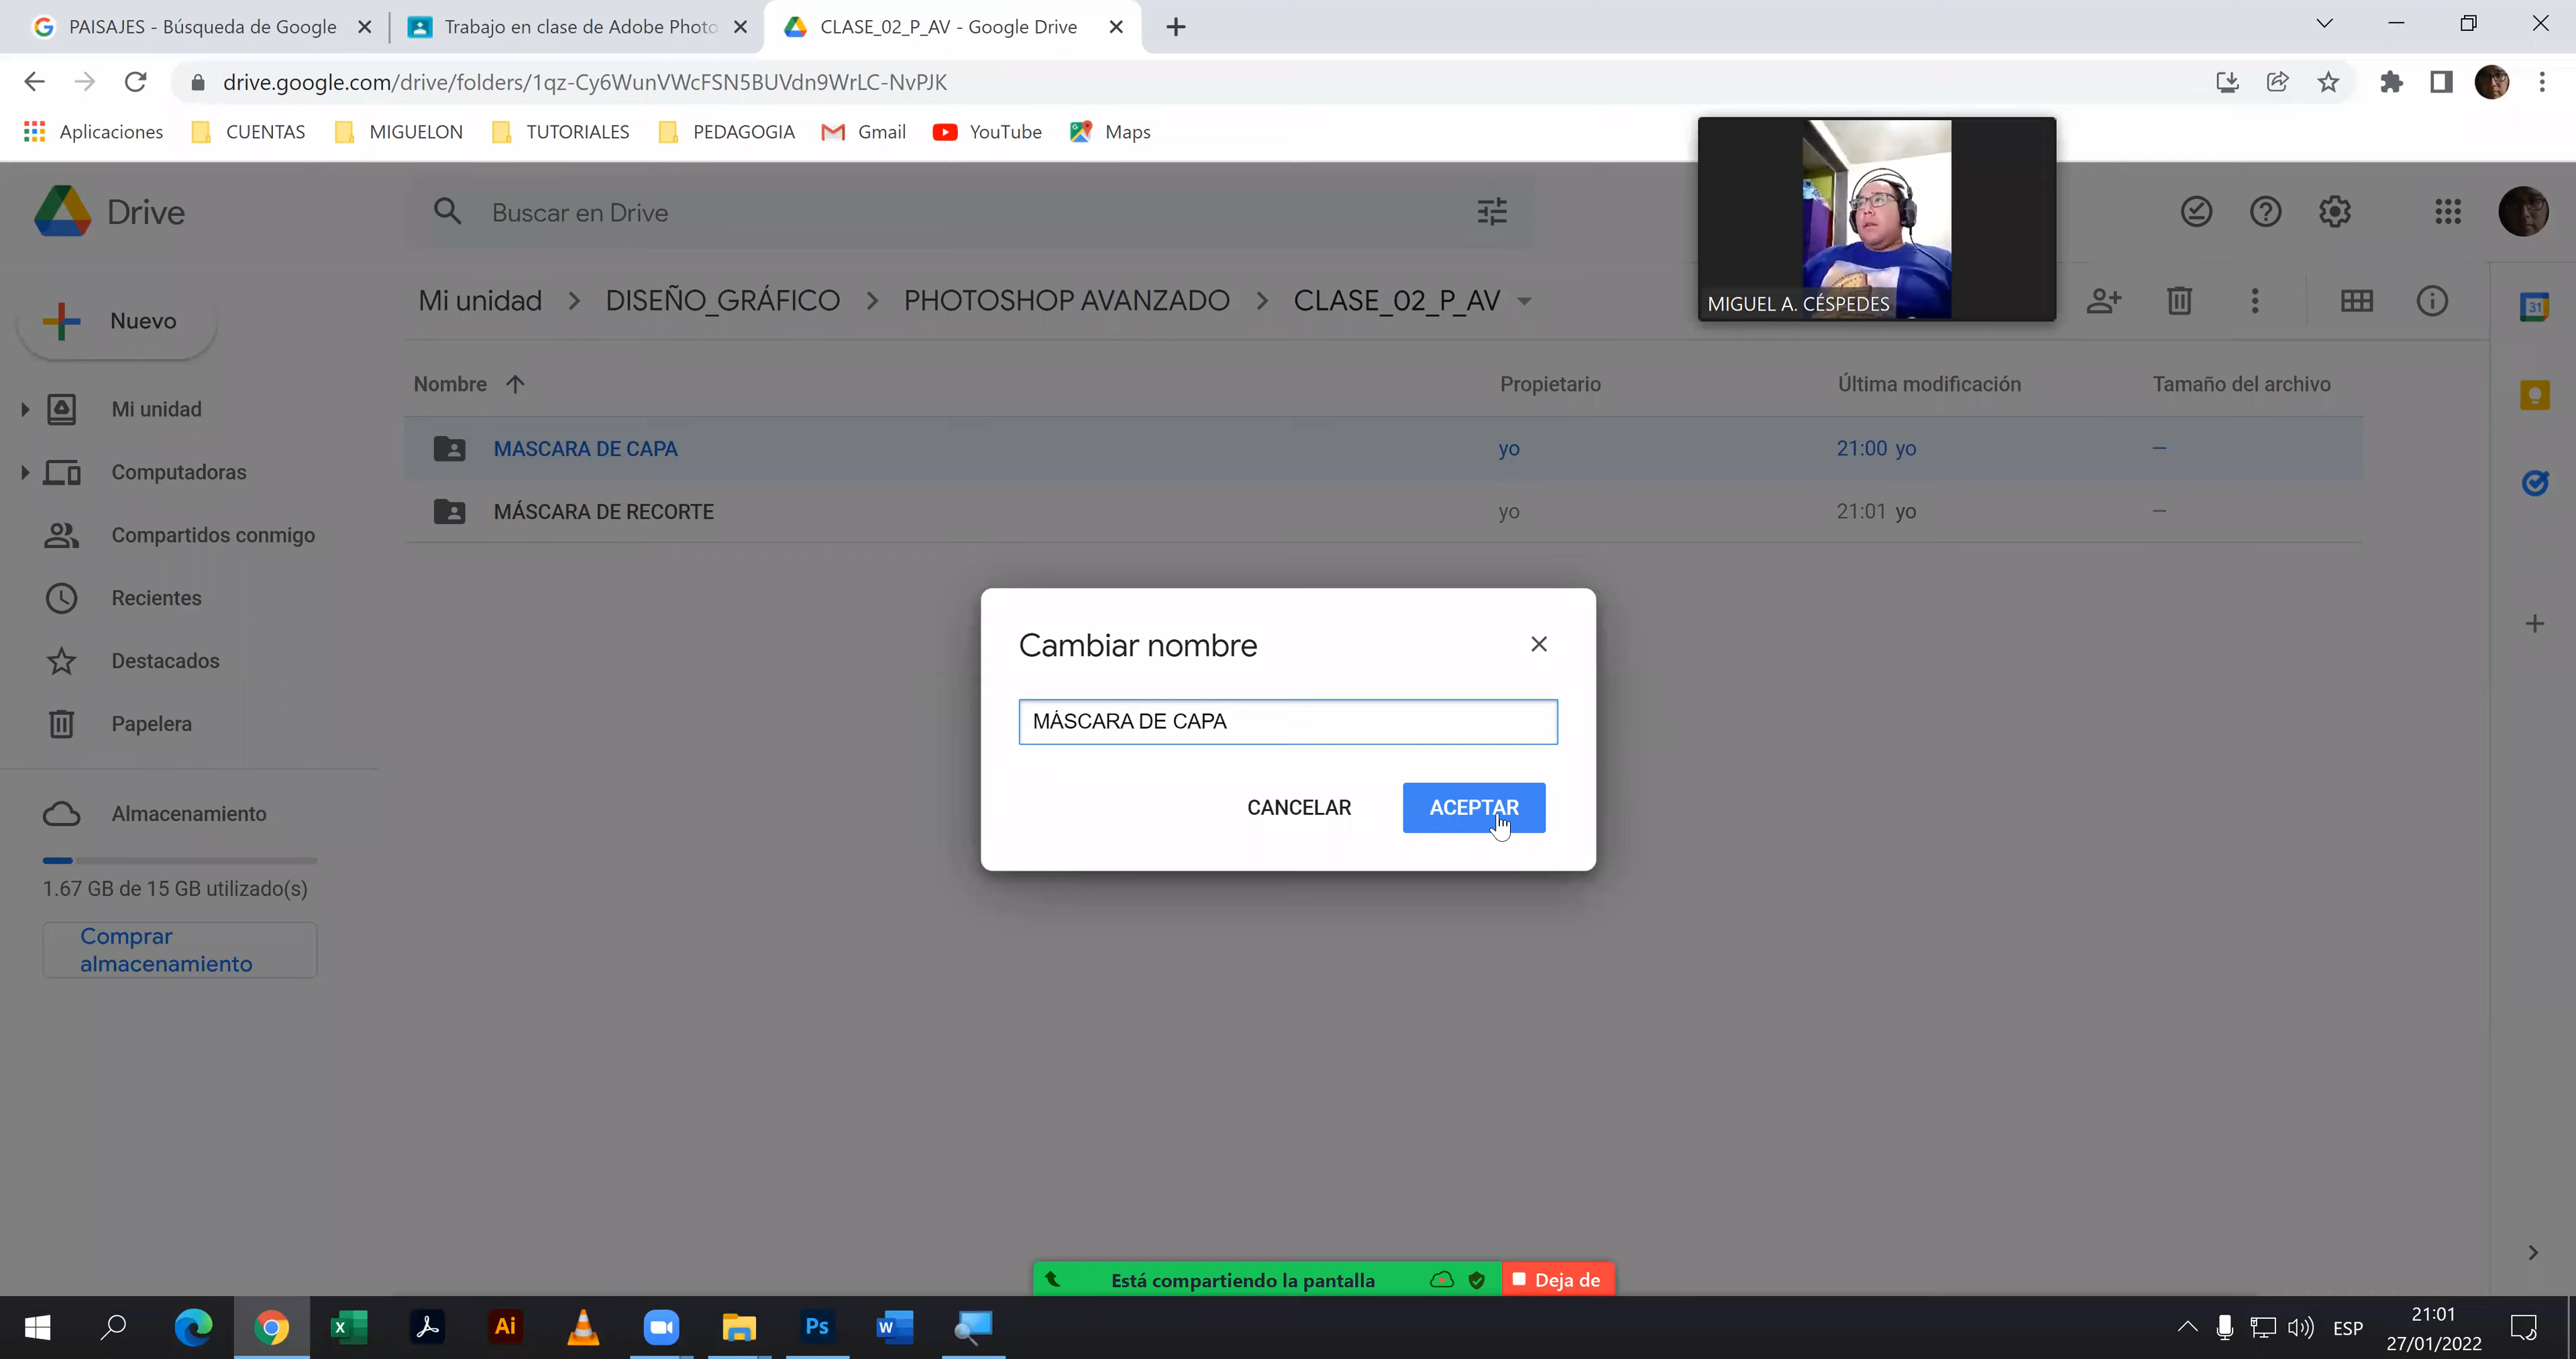 PAISAJES - Búsqueda de Google
Trabajo en clase de Adobe Photo
CLASE_02_P_AV - Google Drive
drive.google.com/drive/folders/1qz-Cy6WunVWcFSN5BUVdn9WrLC-NvPJK
Aplicaciones
CUENTAS
MIGUELON
TUTORIALES
PEDAGOGIA
Gmail
YouTube
Maps
Drive
Buscar en Drive
MIGUEL A. CÉSPEDES
Nuevo
Mi unidad > DISEÑO_GRÁFICO > PHOTOSHOP AVANZADO > CLASE_02_P_AV
31
Nombre
Propietario
Última modificación
Tamaño del archivo
Mi unidad
MASCARA DE CAPA yo 21:00 yo —
Computadoras
MÁSCARA DE RECORTE yo 21:01 yo —
Compartidos conmigo
Recientes
Destacados
Papelera
Cambiar nombre
MÁSCARA DE CAPA
CANCELAR
ACEPTAR
Almacenamiento
1.67 GB de 15 GB utilizado(s)
Comprar
almacenamiento
Está compartiendo la pantalla
Deja de
Ai
Ps
ESP
21:01
27/01/2022